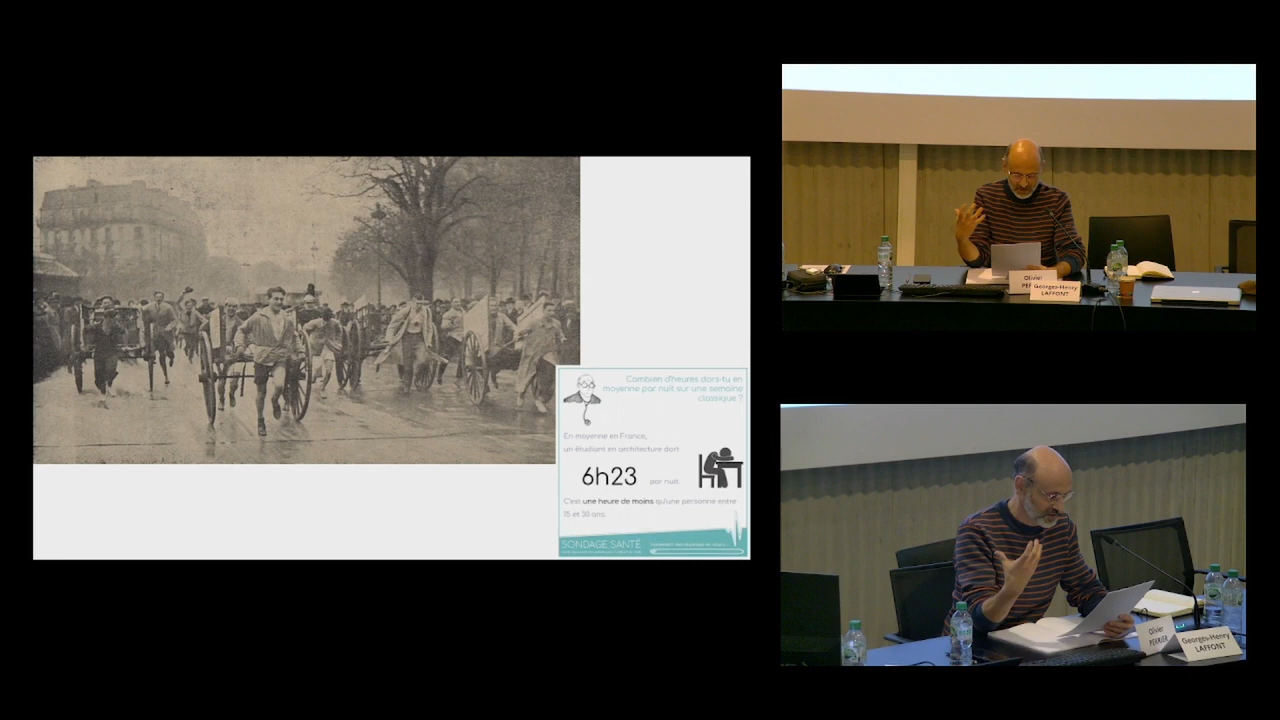 Combien d'heures dors-tu en
moyenne par nuit sur une semaine
classique ?
En moyenne en France,
un étudiant en architecture dort
6h23 par nuit.
C'est une heure de moins qu'une personne entre
15 et 30 ans.
SONDAGE SANTÉ
Olivier
Georges-Henry
LAFFONT
Olivier
PERRIER
Georges-Henry
LAFFONT